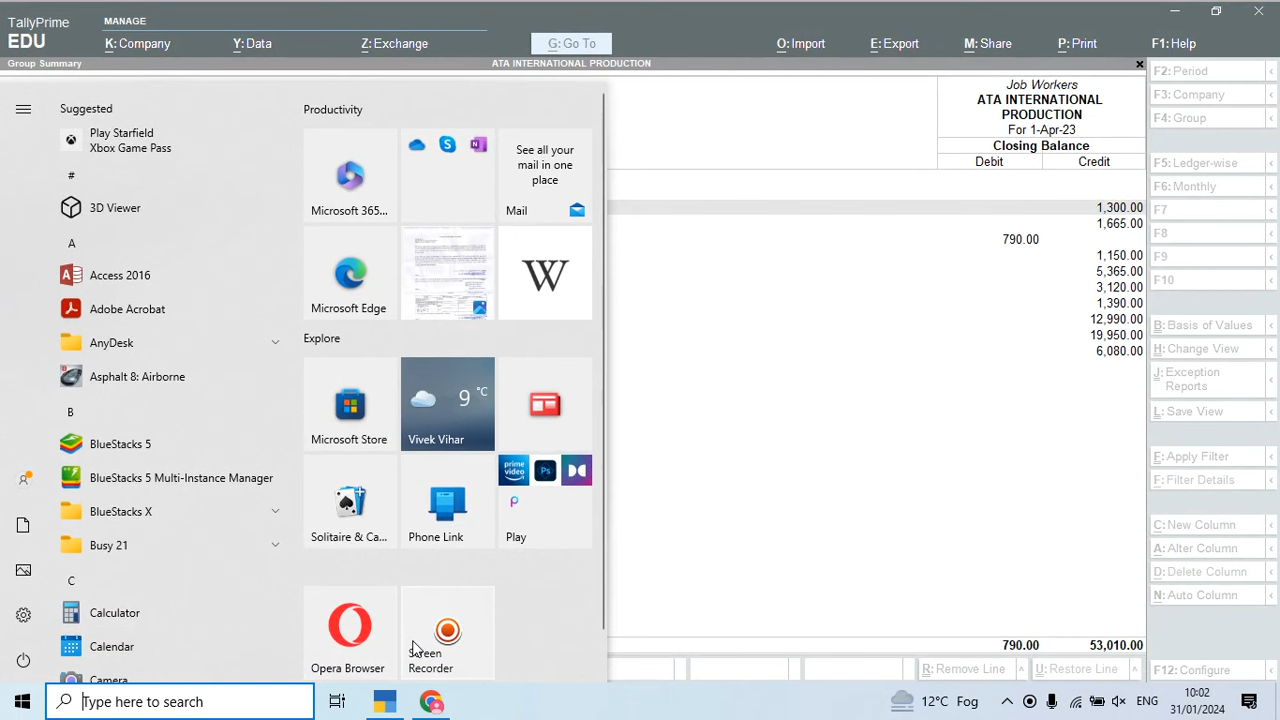 TallyPrime
EDU
MANAGE
K: Company
Y: Data
Z: Exchange
G: Go To
O: Import
E: Export
M: Share
P: Print
F1: Help
Group Summary
ATA INTERNATIONAL PRODUCTION
Job Workers
ATA INTERNATIONAL
PRODUCTION
For 1-Apr-23
Closing Balance
Debit
Credit
1,300.00
1,665.00
790.00
1,150.00
5,365.00
3,120.00
1,390.00
12,990.00
19,950.00
6,080.00
790.00
53,010.00
F2: Period
F3: Company
F4: Group
F5: Ledger-wise
F6: Monthly
F7
F8
F9
F10
B: Basis of Values
H: Change View
J: Exception
Reports
L: Save View
F: Apply Filter
F: Filter Details
C: New Column
A: Alter Column
D: Delete Column
N: Auto Column
R: Remove Line
U: Restore Line
F12: Configure
Suggested
Play Starfield
Xbox Game Pass
#
3D Viewer
A
Access 2016
Adobe Acrobat
AnyDesk
Asphalt 8: Airborne
B
BlueStacks 5
BlueStacks 5 Multi-Instance Manager
BlueStacks X
Busy 21
C
Calculator
Calendar
Camera
Productivity
Microsoft 365...
See all your
mail in one
place
Mail
Microsoft Edge
W
Explore
Microsoft Store
9 °C
Vivek Vihar
Solitaire & Ca...
Phone Link
prime
video
Ps
Play
Opera Browser
Screen
Recorder
Type here to search
12°C Fog
ENG
10:02
31/01/2024